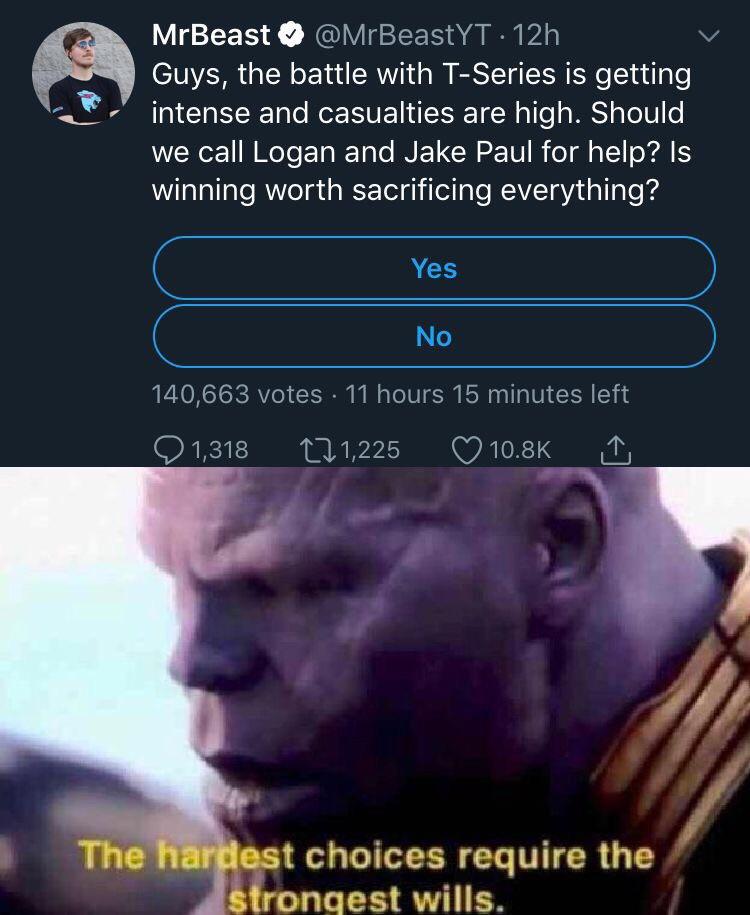 MrBeast @MrBeastYT · 12h
Guys, the battle with T-Series is getting
intense and casualties are high. Should
we call Logan and Jake Paul for help? Is
winning worth sacrificing everything?
Yes
No
140,663 votes · 11 hours 15 minutes left
1,318 1,225 10.8K
The hardest choices require the
strongest wills.